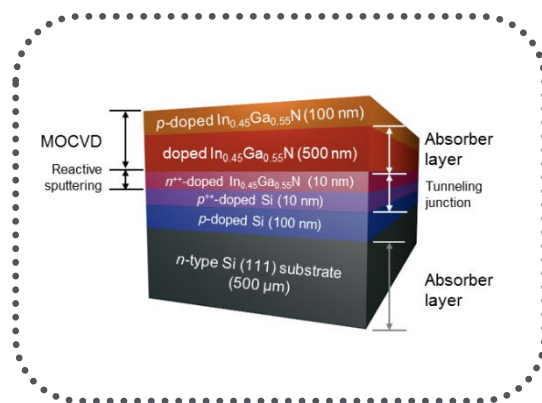 MOCVD
Reactive
sputtering
p-doped In₀.₄₅Ga₀.₅₅N (100 nm)
doped In₀.₄₅Ga₀.₅₅N (500 nm)
n⁺⁺-doped In₀.₄₅Ga₀.₅₅N (10 nm)
p⁺⁺-doped Si (10 nm)
p-doped Si (100 nm)
n-type Si (111) substrate
(500 μm)
Absorber
layer
Tunneling
junction
Absorber
layer